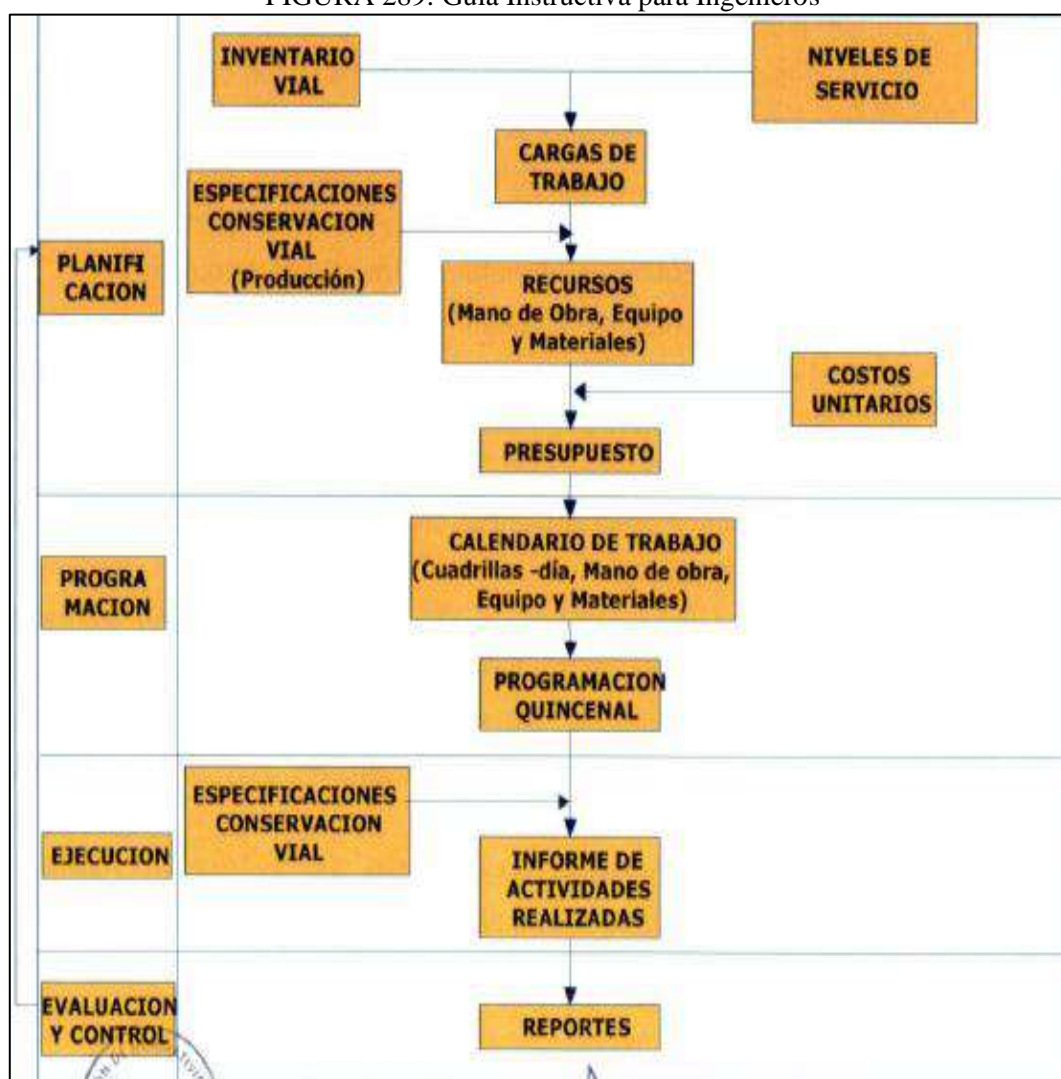 FIGURA 289: Guía Instructiva para Ingenieros
INVENTARIO
VIAL
NIVELES DE
SERVICIO
CARGAS DE
TRABAJO
ESPECIFICACIONES
CONSERVACION
VIAL
(Producción)
PLANIFI
CACION
RECURSOS
(Mano de Obra, Equipo
y Materiales)
COSTOS
UNITARIOS
PRESUPUESTO
PROGRA
MACION
CALENDARIO DE TRABAJO
(Cuadrillas -día, Mano de obra,
Equipo y Materiales)
PROGRAMACION
QUINCENAL
EJECUCION
ESPECIFICACIONES
CONSERVACION
VIAL
INFORME DE
ACTIVIDADES
REALIZADAS
EVALUACION
Y CONTROL
REPORTES